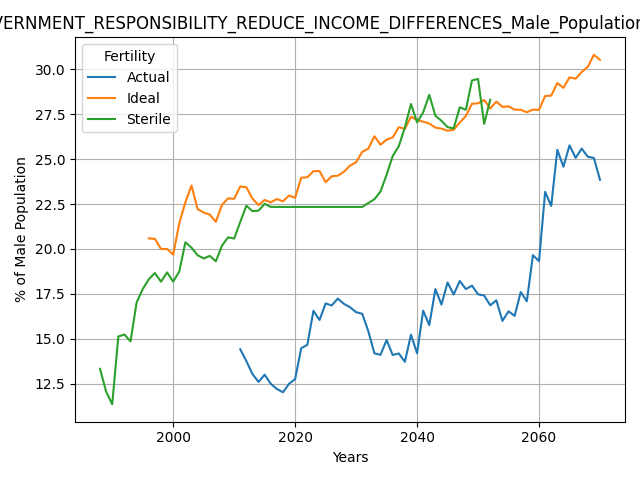 VERNMENT_RESPONSIBILITY_REDUCE_INCOME_DIFFERENCES_Male_Population
Fertility
Actual
Ideal
Sterile
% of Male Population
30.0
27.5
25.0
22.5
20.0
17.5
15.0
12.5
2000
2020
2040
2060
Years